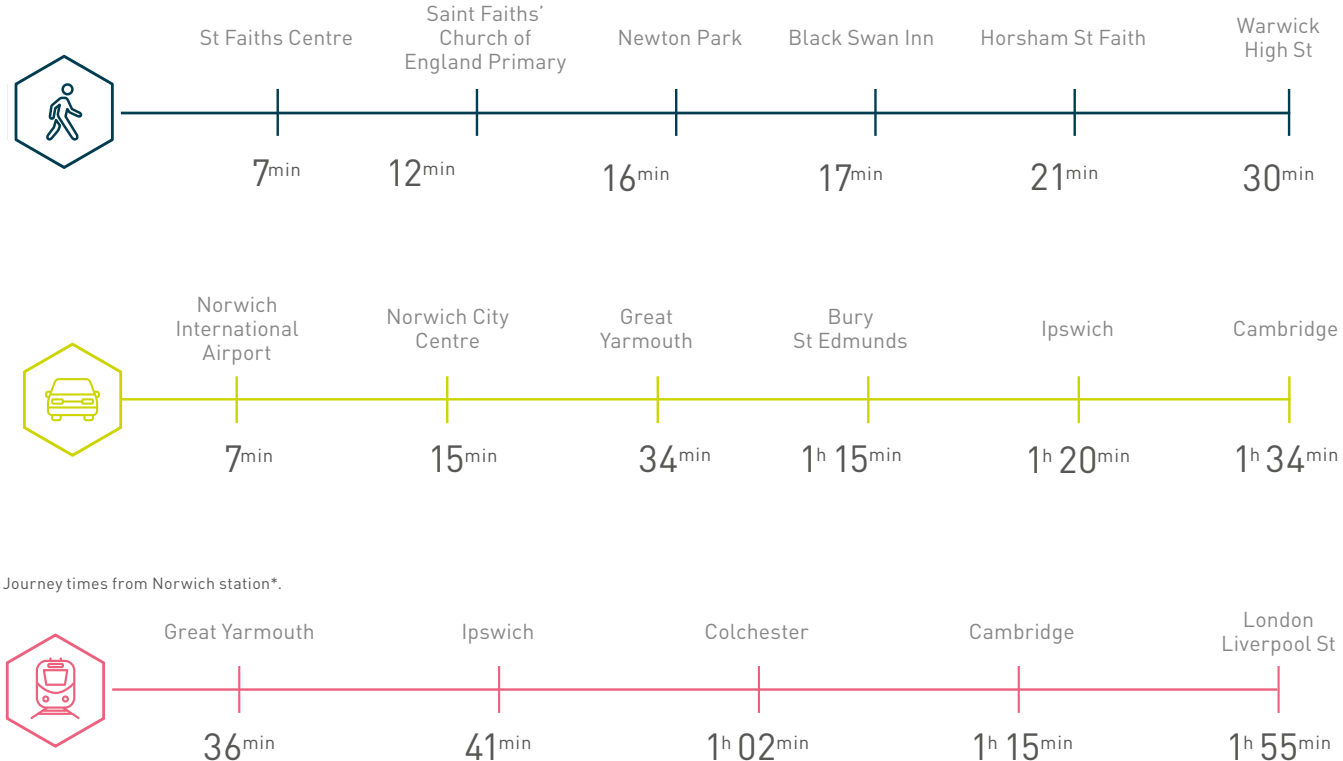 St Faiths Centre
Saint Faiths’
Church of
England Primary
Newton Park
Black Swan Inn
Horsham St Faith
Warwick
High St
7min
12min
16min
17min
21min
30min
Norwich
International
Airport
Norwich City
Centre
Great
Yarmouth
Bury
St Edmunds
Ipswich
Cambridge
7min
15min
34min
1h 15min
1h 20min
1h 34min
Journey times from Norwich station*.
Great Yarmouth
Ipswich
Colchester
Cambridge
London
Liverpool St
36min
41min
1h 02min
1h 15min
1h 55min